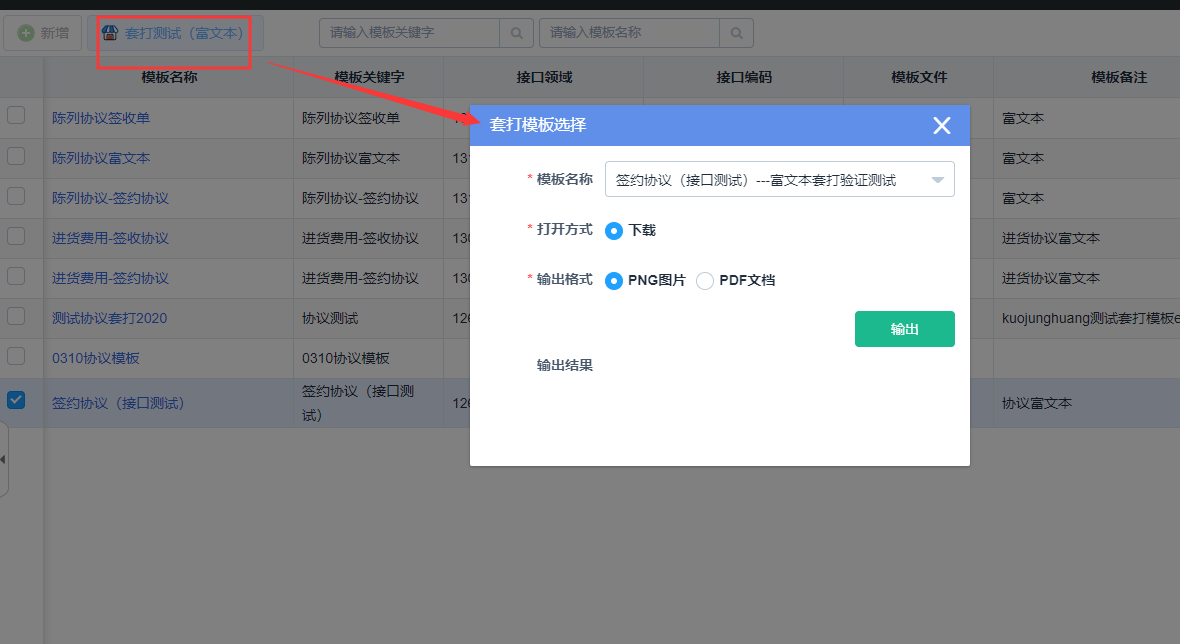 新增 套打测试（富文本） 请输入模板关键字 请输入模板名称
模板名称 模板关键字 接口领域 接口编码 模板文件 模板备注
陈列协议签收单 陈列协议签收单 富文本
陈列协议富文本 陈列协议富文本 131 富文本
陈列协议-签约协议 陈列协议-签约协议 131 富文本
进货费用-签收协议 进货费用-签收协议 130 进货协议富文本
进货费用-签约协议 进货费用-签约协议 130 进货协议富文本
测试协议套打2020 协议测试 126 kuojunghuang测试套打模板e
0310协议模板 0310协议模板
签约协议（接口测试） 签约协议（接口测
试） 126 协议富文本
套打模板选择
* 模板名称 签约协议（接口测试）---富文本套打验证测试
* 打开方式 下载
* 输出格式 PNG图片 PDF文档
输出
输出结果